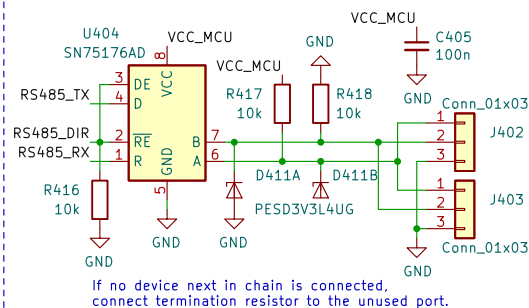 U404
SN75176AD
VCC_MCU
8
VCC
3
DE
RS485_TX
4
D
RS485_DIR
2
RE
RS485_RX
1
R
B
7
A
6
GND
5
GND
R416
10k
GND
VCC_MCU
R417
10k
GND
R418
10k
D411A
D411B
PESD3V3L4UG
GND
GND
VCC_MCU
C405
100n
GND
Conn_01x03
1
2
3
J402
1
2
3
J403
Conn_01x03
GND
If no device next in chain is connected,
connect termination resistor to the unused port.